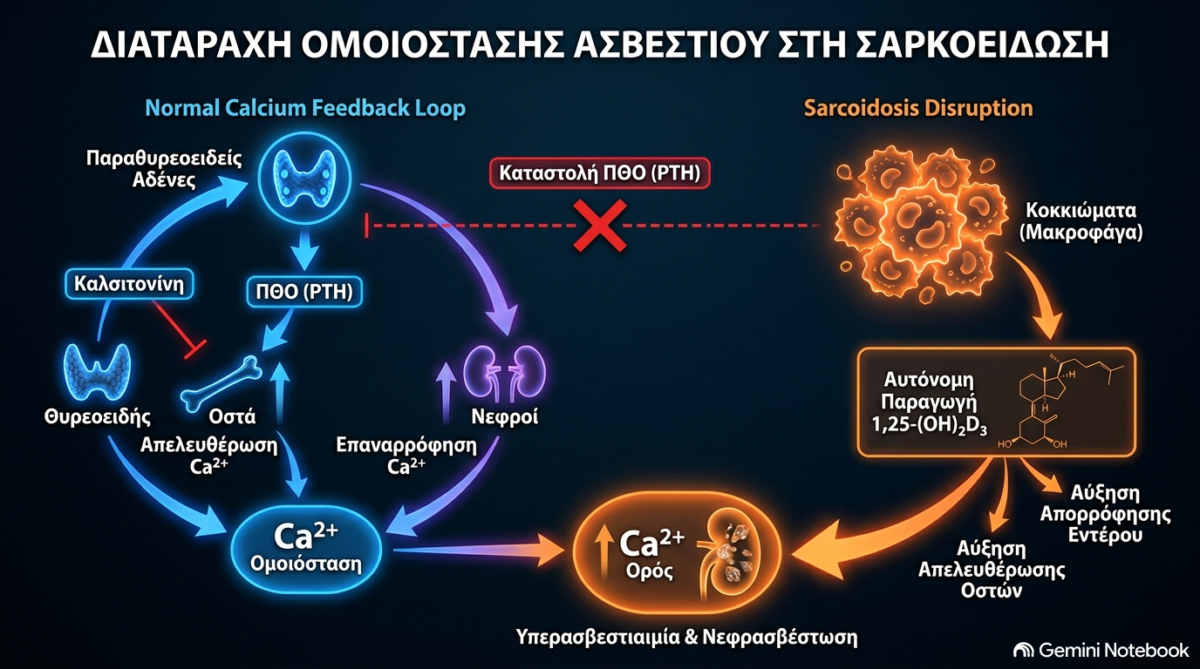 ΔΙΑΤΑΡΑΧΗ ΟΜΟΙΟΣΤΑΣΗΣ ΑΣΒΕΣΤΙΟΥ ΣΤΗ ΣΑΡΚΟΕΙΔΩΣΗ
Normal Calcium Feedback Loop
Παραθυρεοειδείς
Αδένες
Καλσιτονίνη
ΠΘΟ (PTH)
Θυρεοειδής
Οστά
Απελευθέρωση
Ca²⁺
Νεφροί
Επαναρρόφηση
Ca²⁺
Ca²⁺
Ομοιόσταση
Καταστολή ΠΘΟ (PTH)
Sarcoidosis Disruption
Κοκκιώματα
(Μακροφάγα)
Αυτόνομη
Παραγωγή
1,25-(OH)₂D₃
H
H
HO
OH
Αύξηση
Απορρόφησης
Εντέρου
Αύξηση
Απελευθέρωσης
Οστών
Ca²⁺
Ορός
Υπερασβεστιαιμία & Νεφρασβέστωση
Gemini Notebook